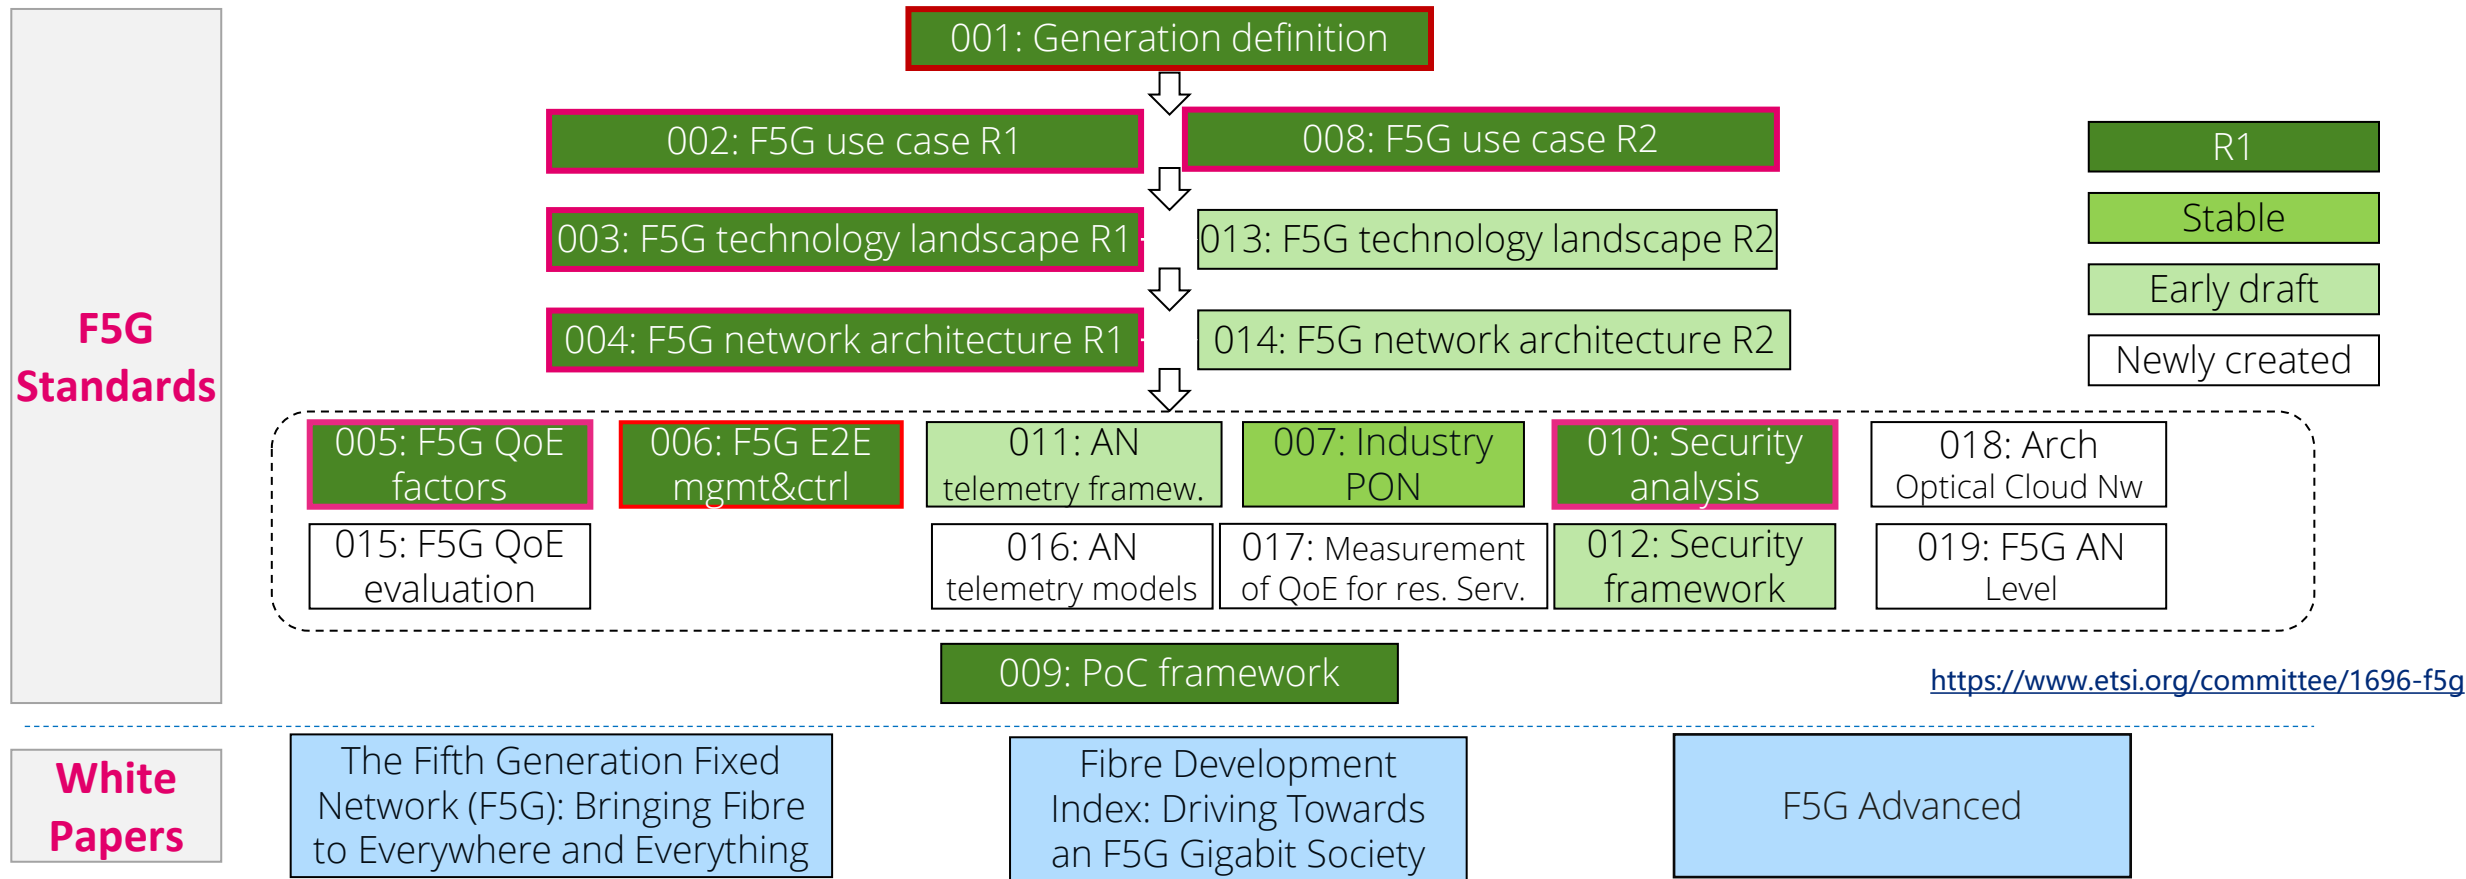 F5G
Standards
001: Generation definition
002: F5G use case R1
008: F5G use case R2
003: F5G technology landscape R1
013: F5G technology landscape R2
004: F5G network architecture R1
014: F5G network architecture R2
R1
Stable
Early draft
Newly created
005: F5G QoE
factors
006: F5G E2E
mgmt&ctrl
011: AN
telemetry framew.
007: Industry
PON
010: Security
analysis
018: Arch
Optical Cloud Nw
015: F5G QoE
evaluation
016: AN
telemetry models
017: Measurement
of QoE for res. Serv.
012: Security
framework
019: F5G AN
Level
009: PoC framework
https://www.etsi.org/committee/1696-f5g
White
Papers
The Fifth Generation Fixed
Network (F5G): Bringing Fibre
to Everywhere and Everything
Fibre Development
Index: Driving Towards
an F5G Gigabit Society
F5G Advanced